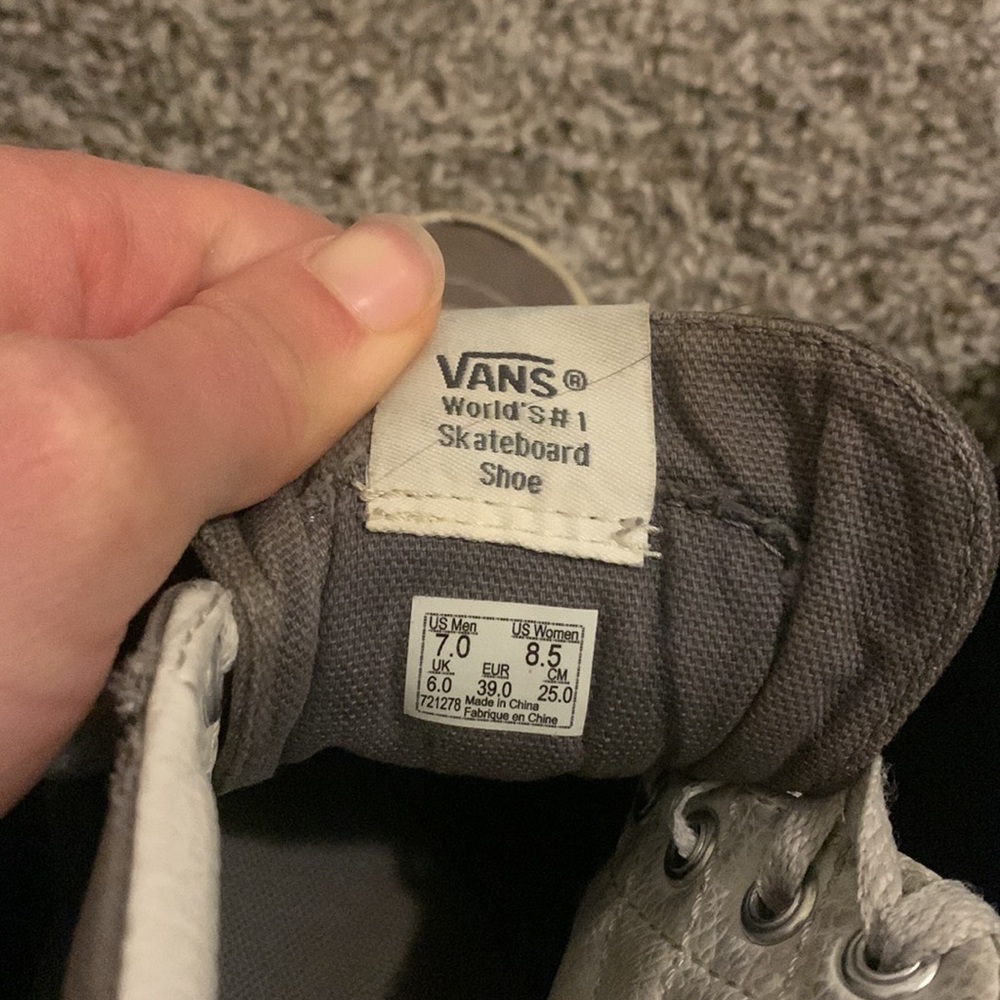 VANS®
World'S#1
Skateboard
Shoe
US Men US Women
7.0 8.5
UK EUR CM
6.0 39.0 25.0
721278 Made in China
Fabrique en Chine